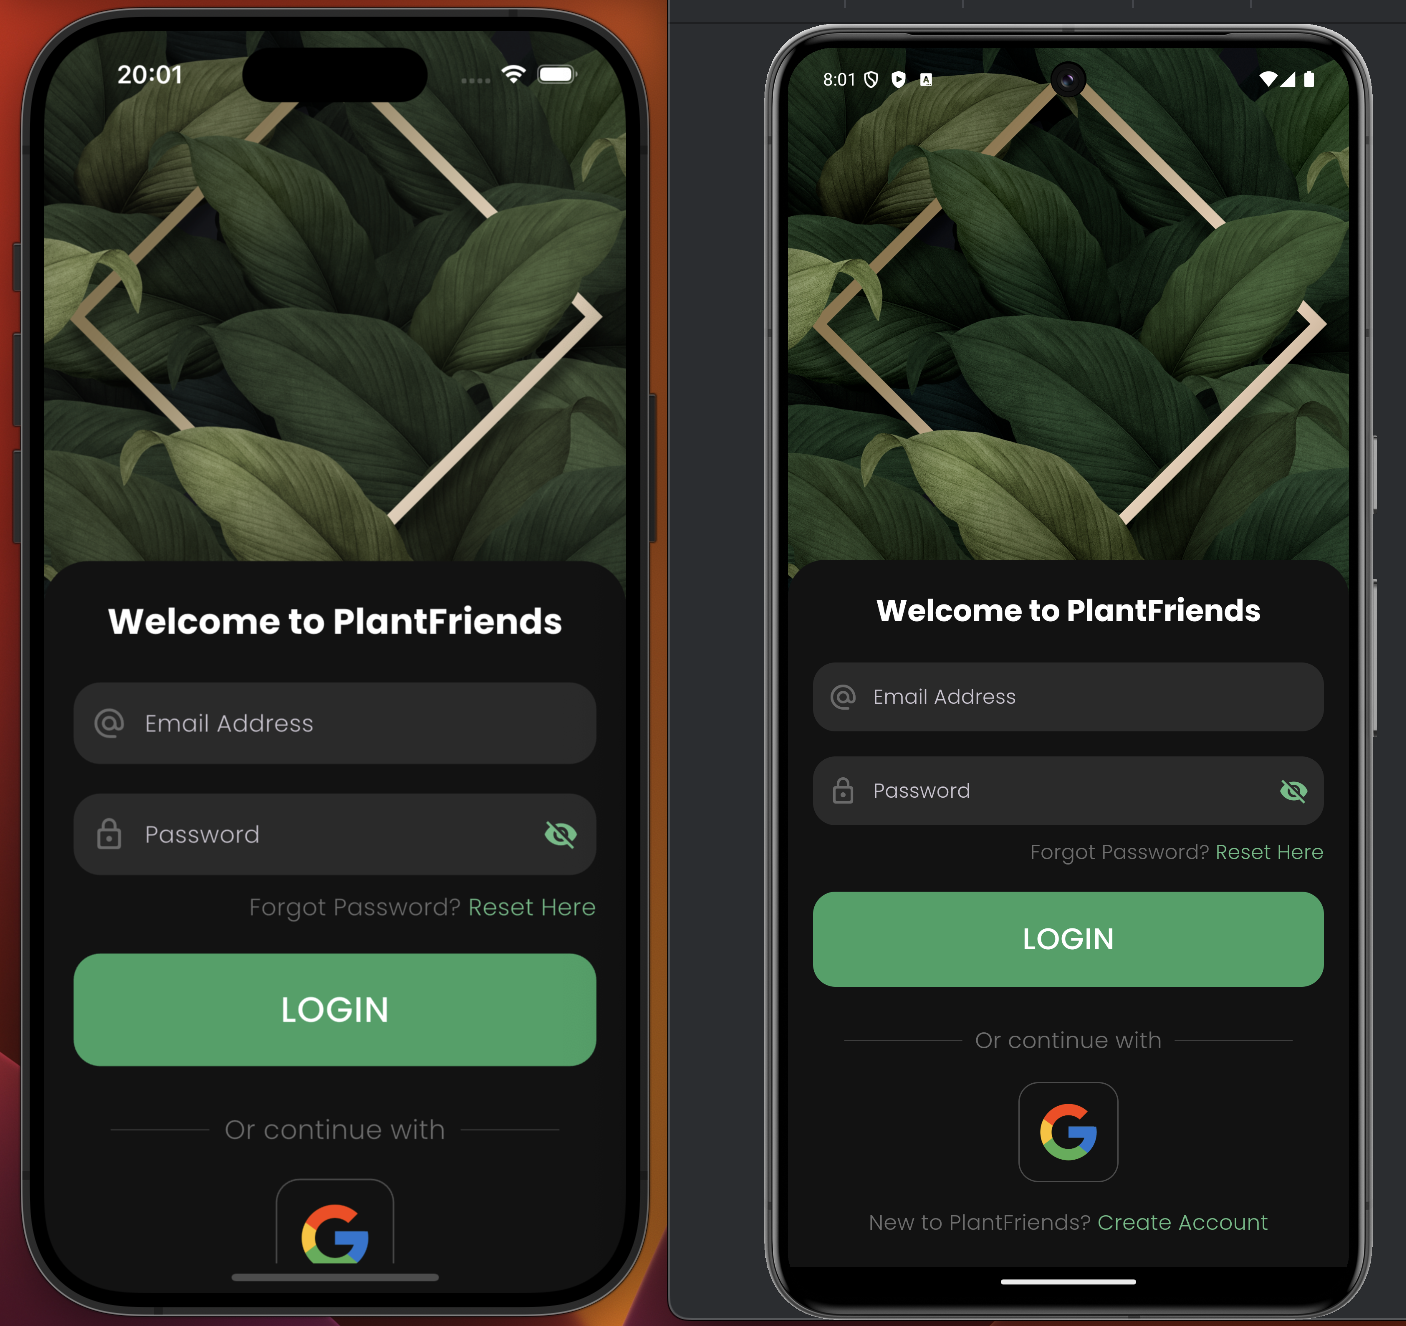 20:01
Welcome to PlantFriends
Email Address
Password
Forgot Password? Reset Here
LOGIN
Or continue with
8:01
A
Welcome to PlantFriends
Email Address
Password
Forgot Password? Reset Here
LOGIN
Or continue with
New to PlantFriends? Create Account